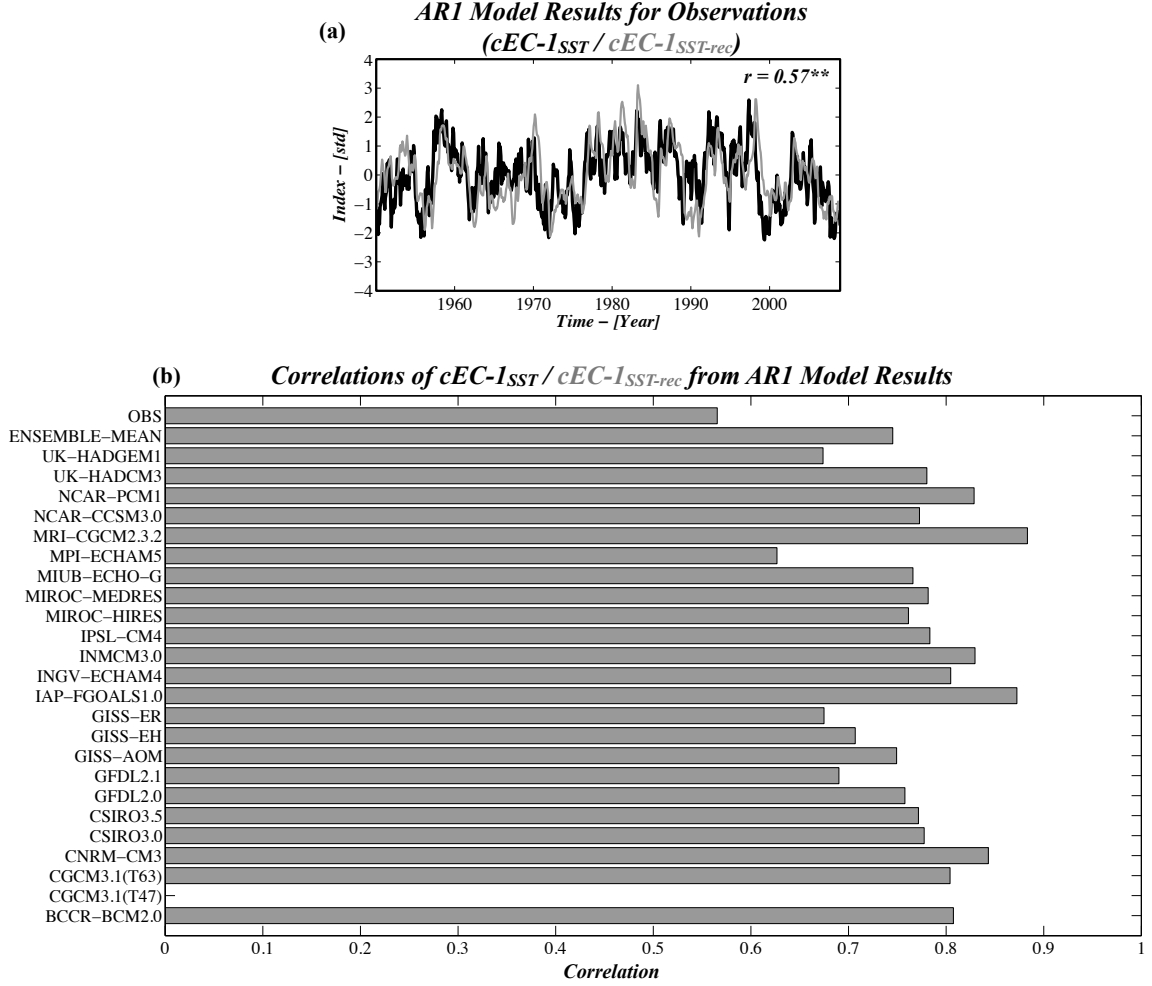 AR1 Model Results for Observations
(a)
(cEC-1SST / cEC-1SST-rec)
r = 0.57**
4
3
2
1
0
−1
−2
−3
−4
Index − [std]
1960 1970 1980 1990 2000
Time − [Year]
(b) Correlations of cEC-1SST / cEC-1SST-rec from AR1 Model Results
OBS
ENSEMBLE−MEAN
UK−HADGEM1
UK−HADCM3
NCAR−PCM1
NCAR−CCSM3.0
MRI−CGCM2.3.2
MPI−ECHAM5
MIUB−ECHO−G
MIROC−MEDRES
MIROC−HIRES
IPSL−CM4
INMCM3.0
INGV−ECHAM4
IAP−FGOALS1.0
GISS−ER
GISS−EH
GISS−AOM
GFDL2.1
GFDL2.0
CSIRO3.5
CSIRO3.0
CNRM−CM3
CGCM3.1(T63)
CGCM3.1(T47)
BCCR−BCM2.0
0 0.1 0.2 0.3 0.4 0.5 0.6 0.7 0.8 0.9 1
Correlation